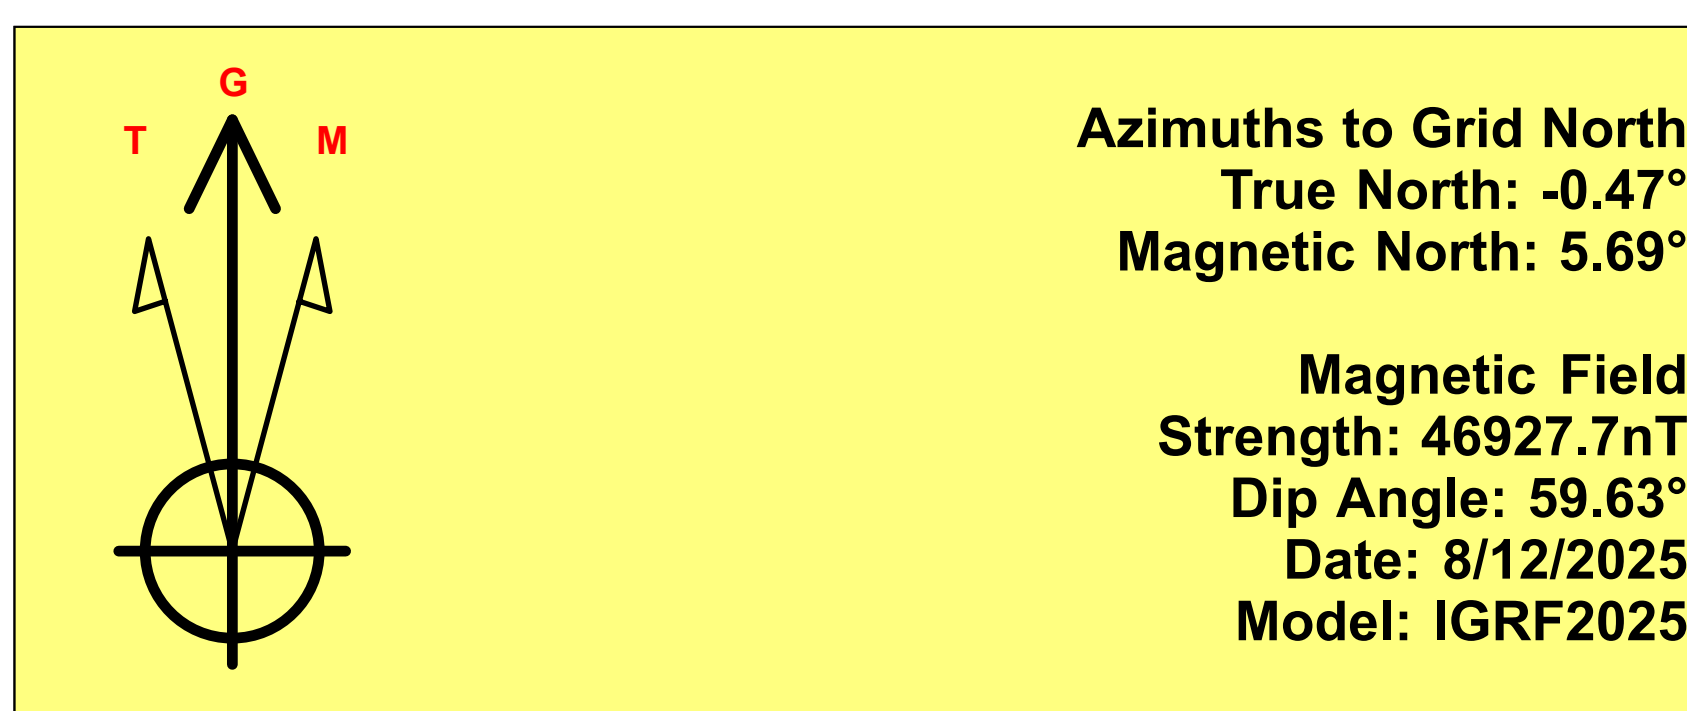 G
T
M
Azimuths to Grid North
True North: -0.47°
Magnetic North: 5.69°
Magnetic Field
Strength: 46927.7nT
Dip Angle: 59.63°
Date: 8/12/2025
Model: IGRF2025